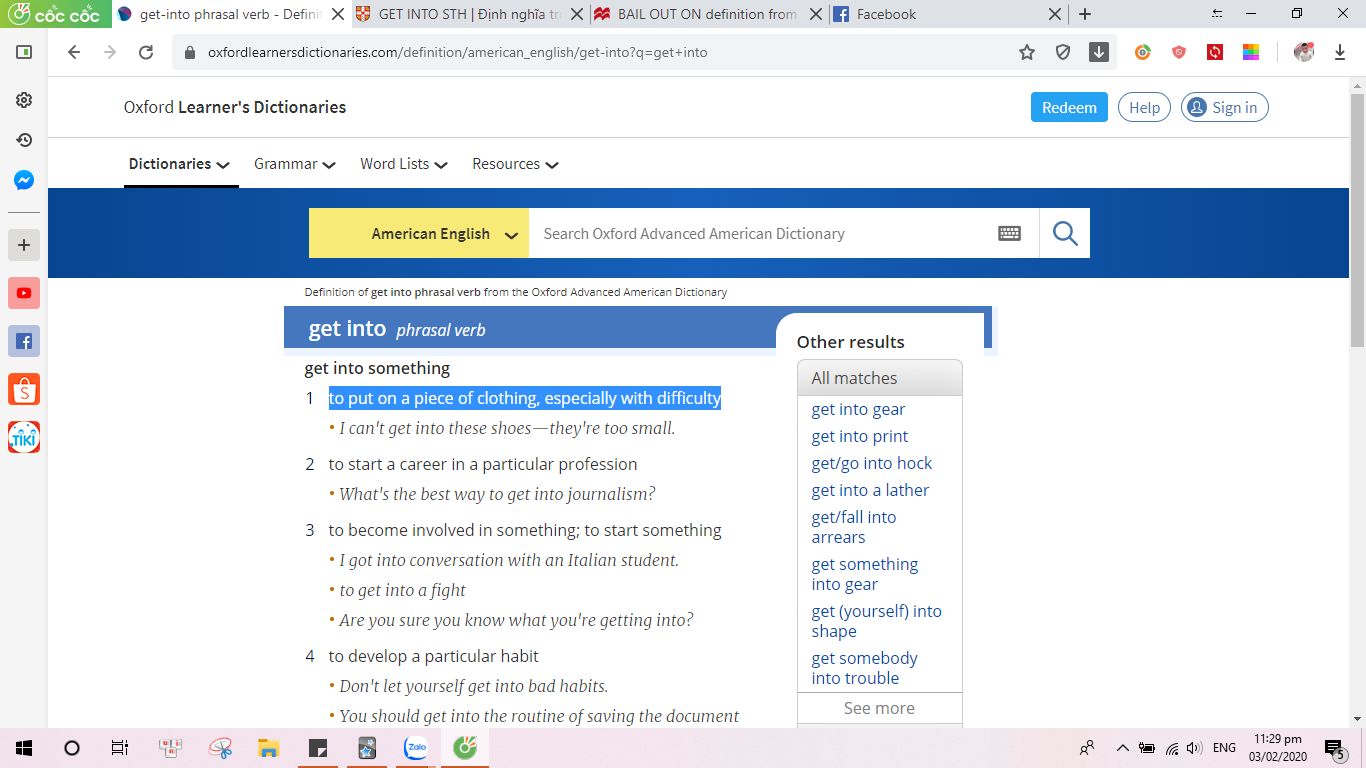 CỐC CỐC
get-into phrasal verb - Defini
GET INTO STH | Định nghĩa tr
BAIL OUT ON definition from
Facebook
oxfordlearnersdictionaries.com/definition/american_english/get-into?q=get+into
Oxford Learner's Dictionaries
Redeem
Help
Sign in
Dictionaries
Grammar
Word Lists
Resources
American English
Search Oxford Advanced American Dictionary
Definition of get into phrasal verb from the Oxford Advanced American Dictionary
get into phrasal verb
get into something
1 to put on a piece of clothing, especially with difficulty
• I can't get into these shoes—they're too small.
2 to start a career in a particular profession
• What's the best way to get into journalism?
3 to become involved in something; to start something
• I got into conversation with an Italian student.
• to get into a fight
• Are you sure you know what you're getting into?
4 to develop a particular habit
• Don't let yourself get into bad habits.
• You should get into the routine of saving the document
Other results
All matches
get into gear
get into print
get/go into hock
get into a lather
get/fall into
arrears
get something
into gear
get (yourself) into
shape
get somebody
into trouble
See more
TIKI
Zalo
ENG
11:29 pm
03/02/2020
5